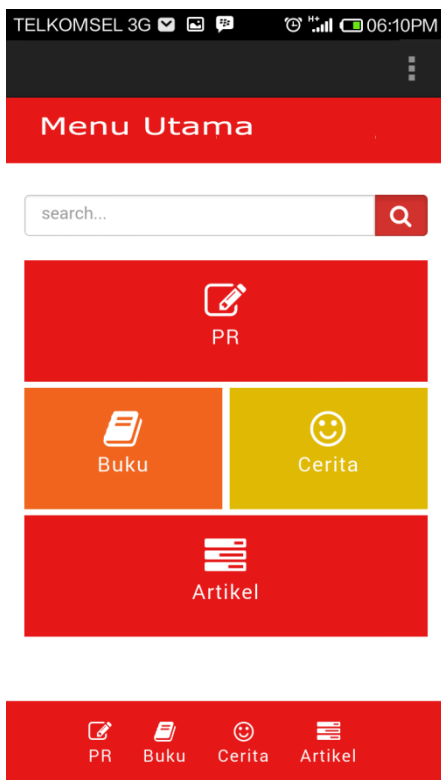 TELKOMSEL 3G 06:10PM
Menu Utama
search...
PR
Buku Cerita
Artikel
PR Buku Cerita Artikel